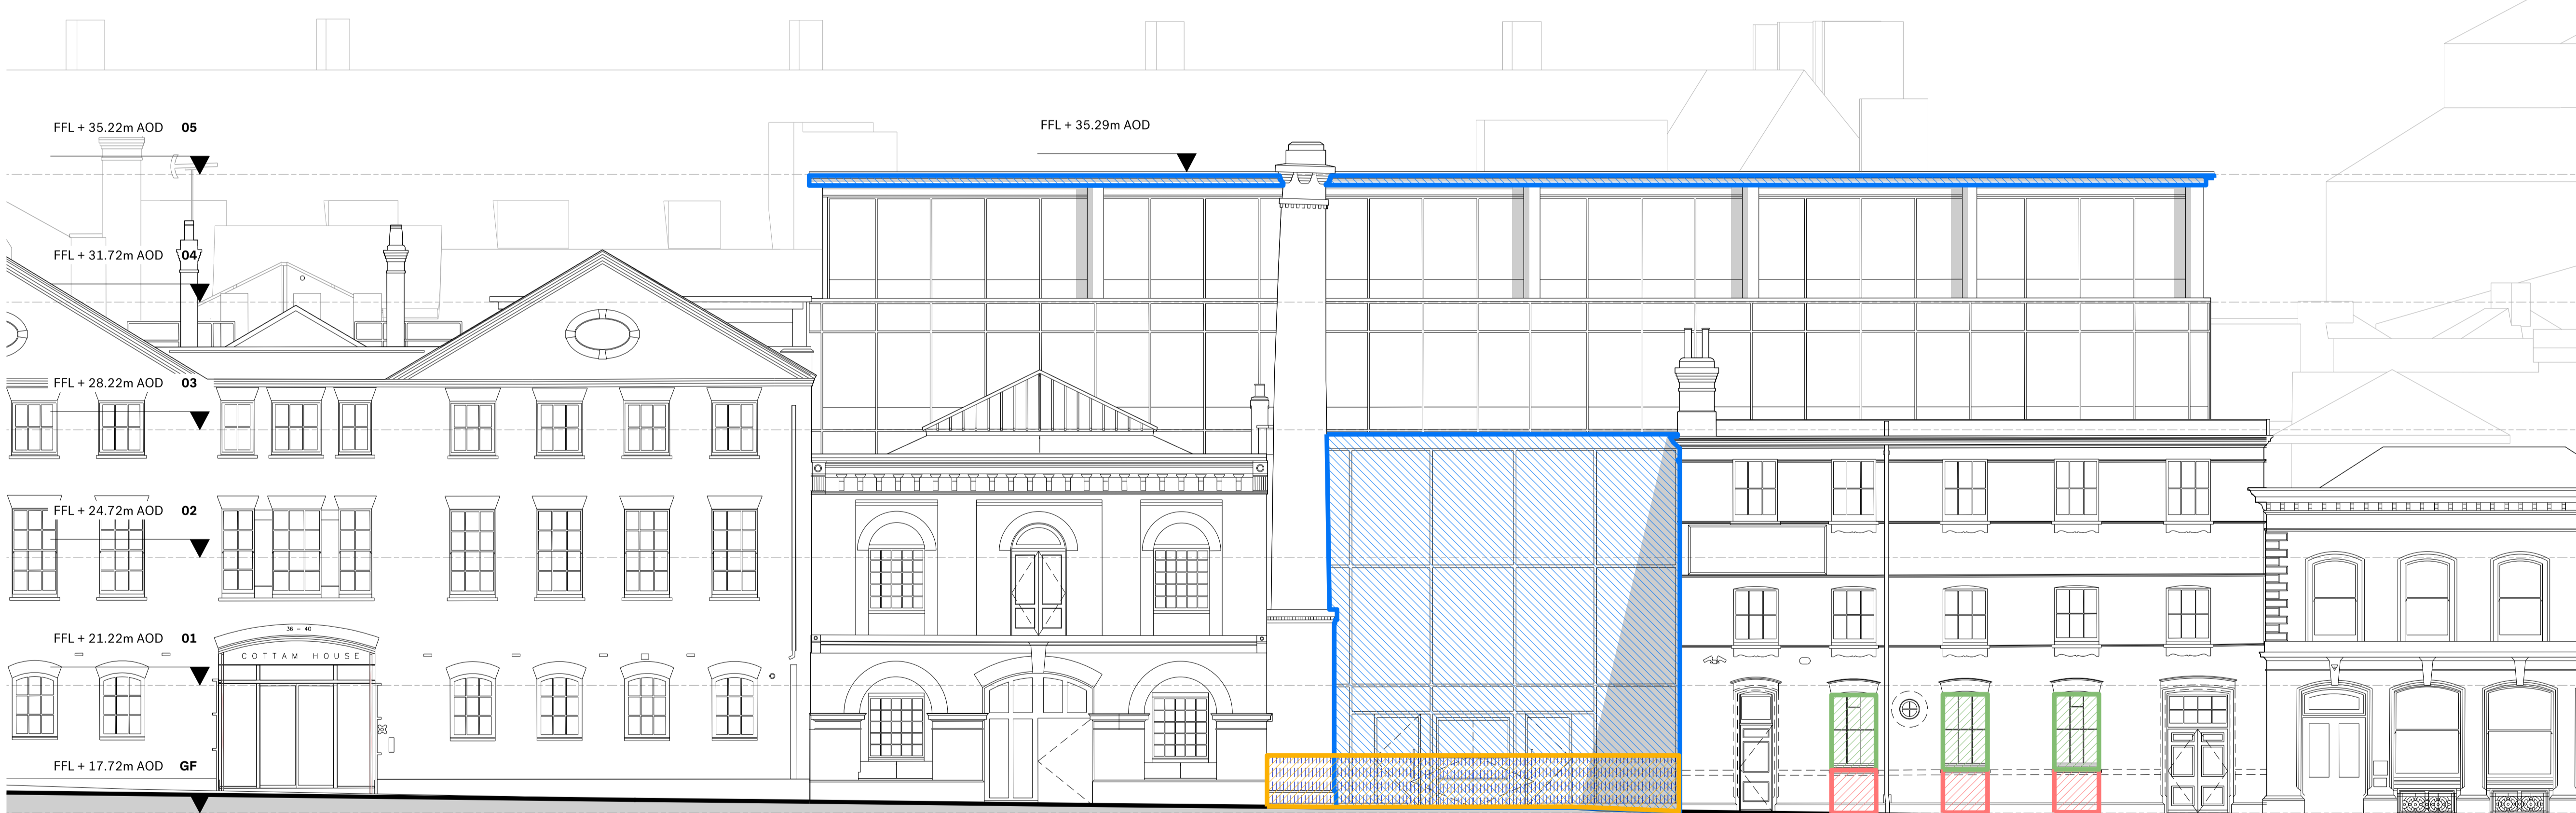 FFL + 35.22m AOD 05
FFL + 35.29m AOD
FFL + 31.72m AOD 04
FFL + 28.22m AOD 03
FFL + 24.72m AOD 02
36 - 40
FFL + 21.22m AOD 01
COTTAM HOUSE
FFL + 17.72m AOD GF